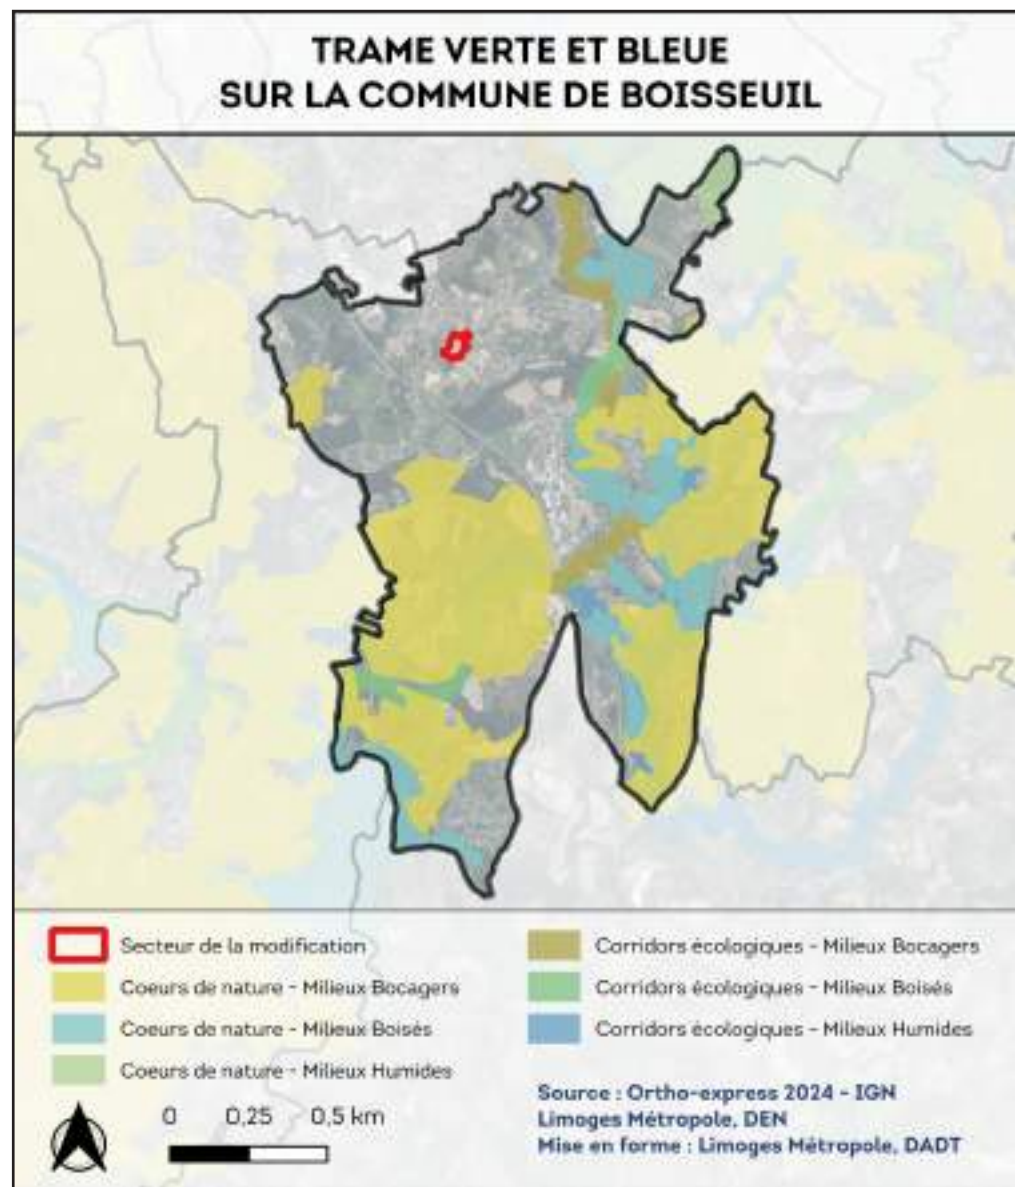 TRAME VERTE ET BLEUE
SUR LA COMMUNE DE BOISSEUIL
Secteur de la modification
Coeurs de nature - Milieux Bocagers
Coeurs de nature - Milieux Boisés
Coeurs de nature - Milieux Humides
Corridors écologiques - Milieux Bocagers
Corridors écologiques - Milieux Boisés
Corridors écologiques - Milieux Humides
0 0,25 0,5 km
Source : Ortho-express 2024 - IGN
Limoges Métropole, DEN
Mise en forme : Limoges Métropole, DADT